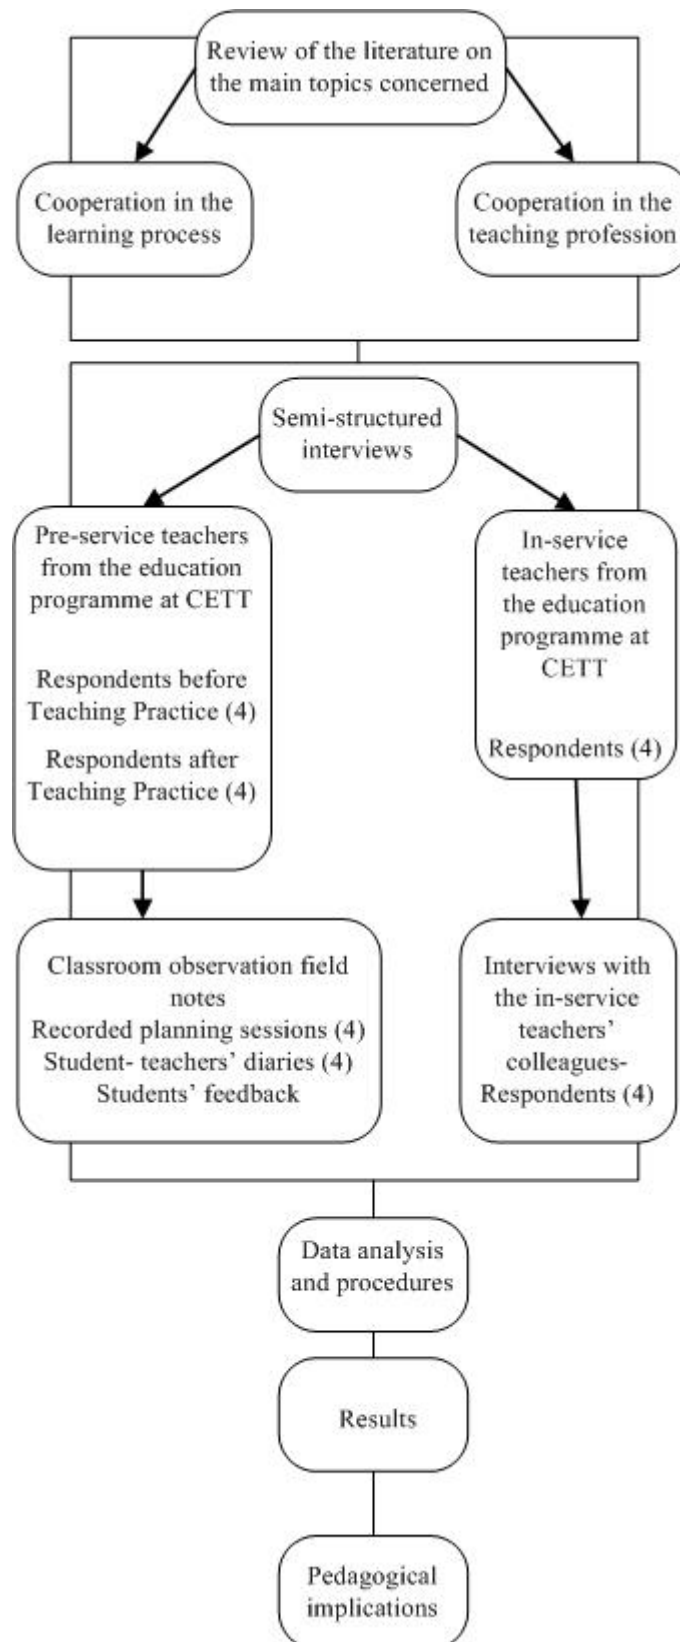 Review of the literature on
the main topics concerned
Cooperation in the
learning process
Cooperation in the
teaching profession
Semi-structured
interviews
Pre-service teachers
from the education
programme at CETT
Respondents before
Teaching Practice (4)
Respondents after
Teaching Practice (4)
In-service
teachers from
the education
programme at
CETT
Respondents (4)
Classroom observation field
notes
Recorded planning sessions (4)
Student- teachers’ diaries (4)
Students’ feedback
Interviews with
the in-service
teachers’
colleagues-
Respondents (4)
Data analysis
and procedures
Results
Pedagogical
implications